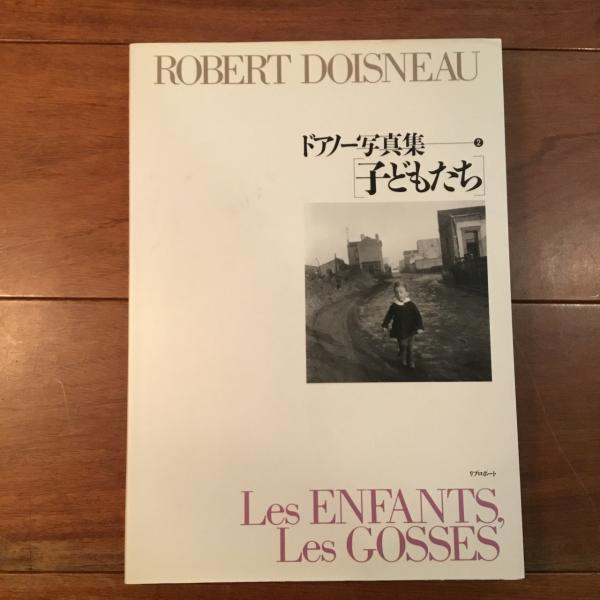 ROBERT DOISNEAU
ドアノー写真集——❷
[子どもたち]
リブロポート
Les ENFANTS,
Les GOSSES